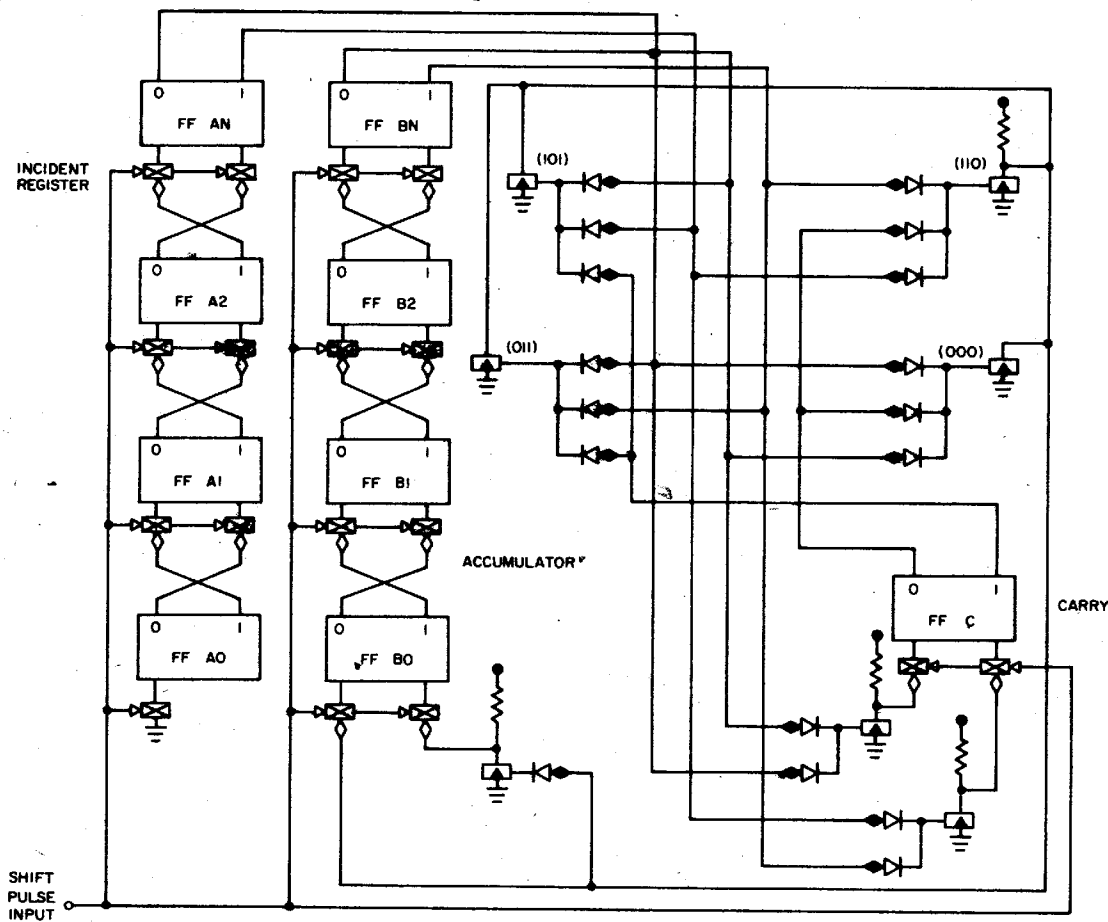 0 1
FF AN
0 1
FF BN
INCIDENT
REGISTER
(101)
(110)
0 1
FF A2
0 1
FF B2
(011)
(000)
0 1
FF A1
0 1
FF B1
ACCUMULATOR
0 1
FF C
CARRY
0 1
FF A0
0 1
FF B0
SHIFT
PULSE
INPUT